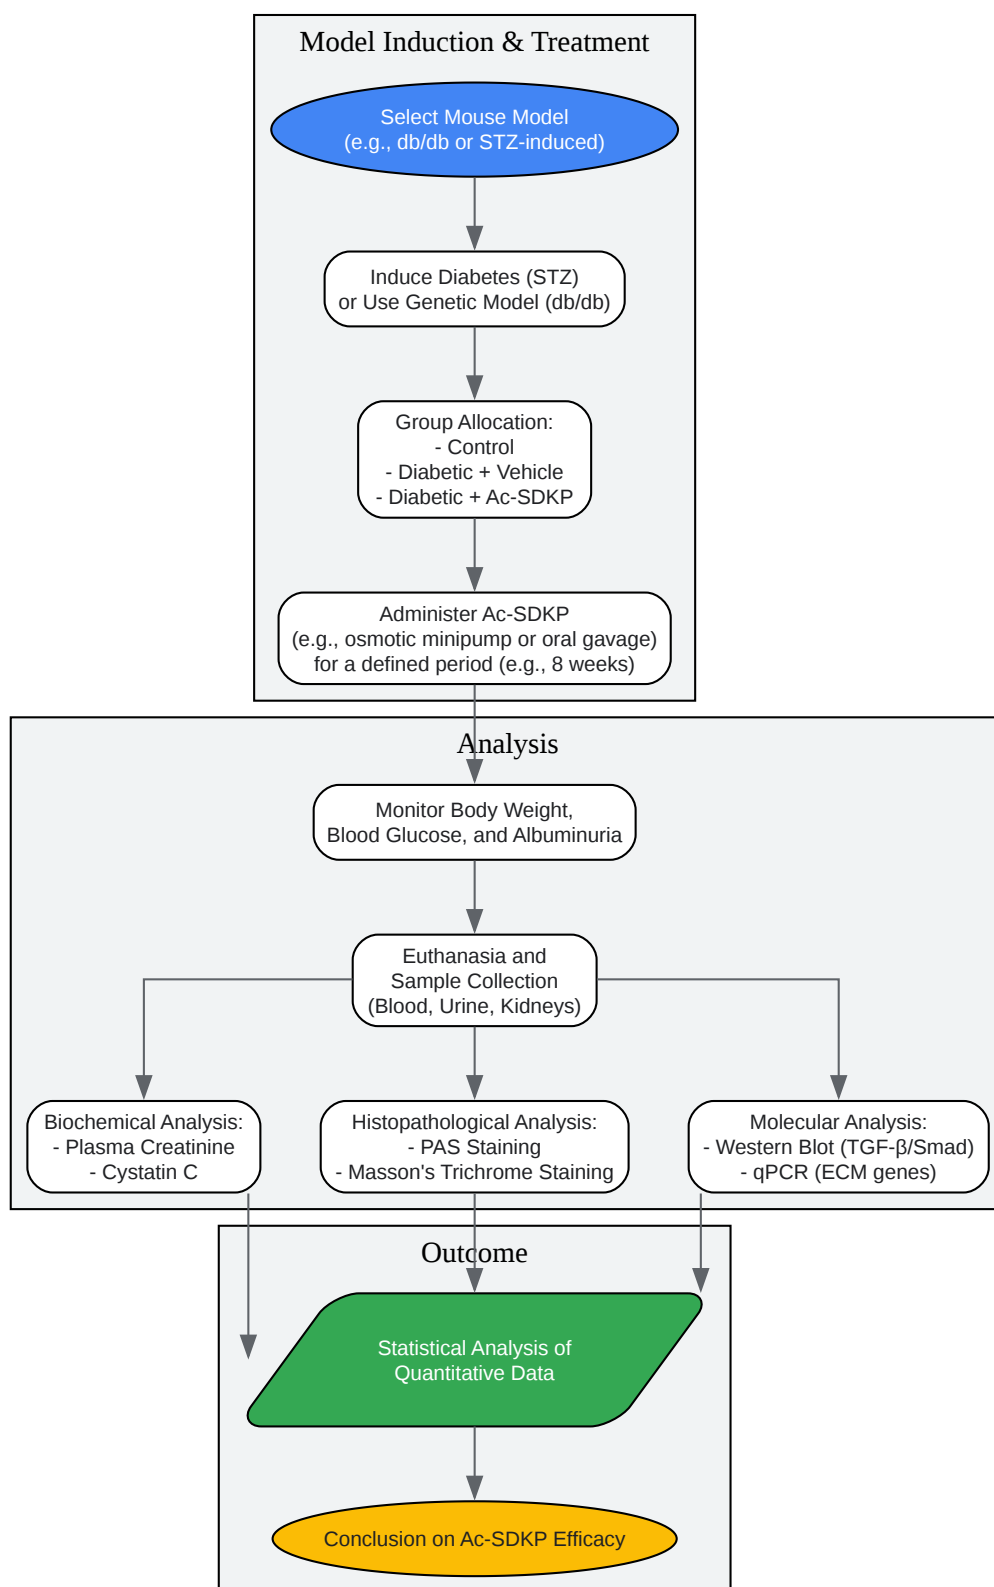 Model Induction & Treatment
Select Mouse Model
(e.g., db/db or STZ-induced)
Induce Diabetes (STZ)
or Use Genetic Model (db/db)
Group Allocation:
- Control
- Diabetic + Vehicle
- Diabetic + Ac-SDKP
Administer Ac-SDKP
(e.g., osmotic minipump or oral gavage)
for a defined period (e.g., 8 weeks)
Analysis
Monitor Body Weight,
Blood Glucose, and Albuminuria
Euthanasia and
Sample Collection
(Blood, Urine, Kidneys)
Biochemical Analysis:
- Plasma Creatinine
- Cystatin C
Histopathological Analysis:
- PAS Staining
- Masson's Trichrome Staining
Molecular Analysis:
- Western Blot (TGF-β/Smad)
- qPCR (ECM genes)
Outcome
Statistical Analysis of
Quantitative Data
Conclusion on Ac-SDKP Efficacy